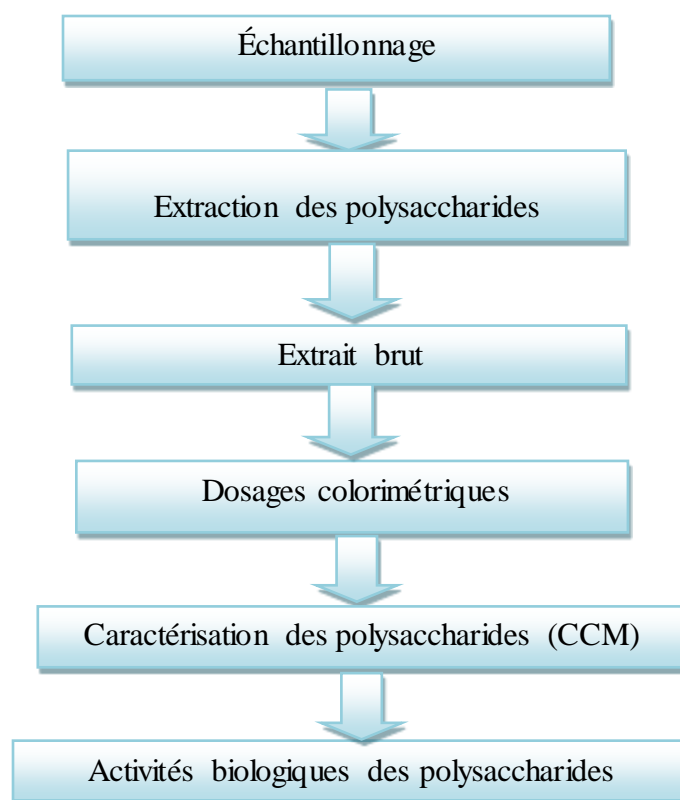 Échantillonnage
Extraction des polysaccharides
Extrait brut
Dosages colorimétriques
Caractérisation des polysaccharides (CCM)
Activités biologiques des polysaccharides